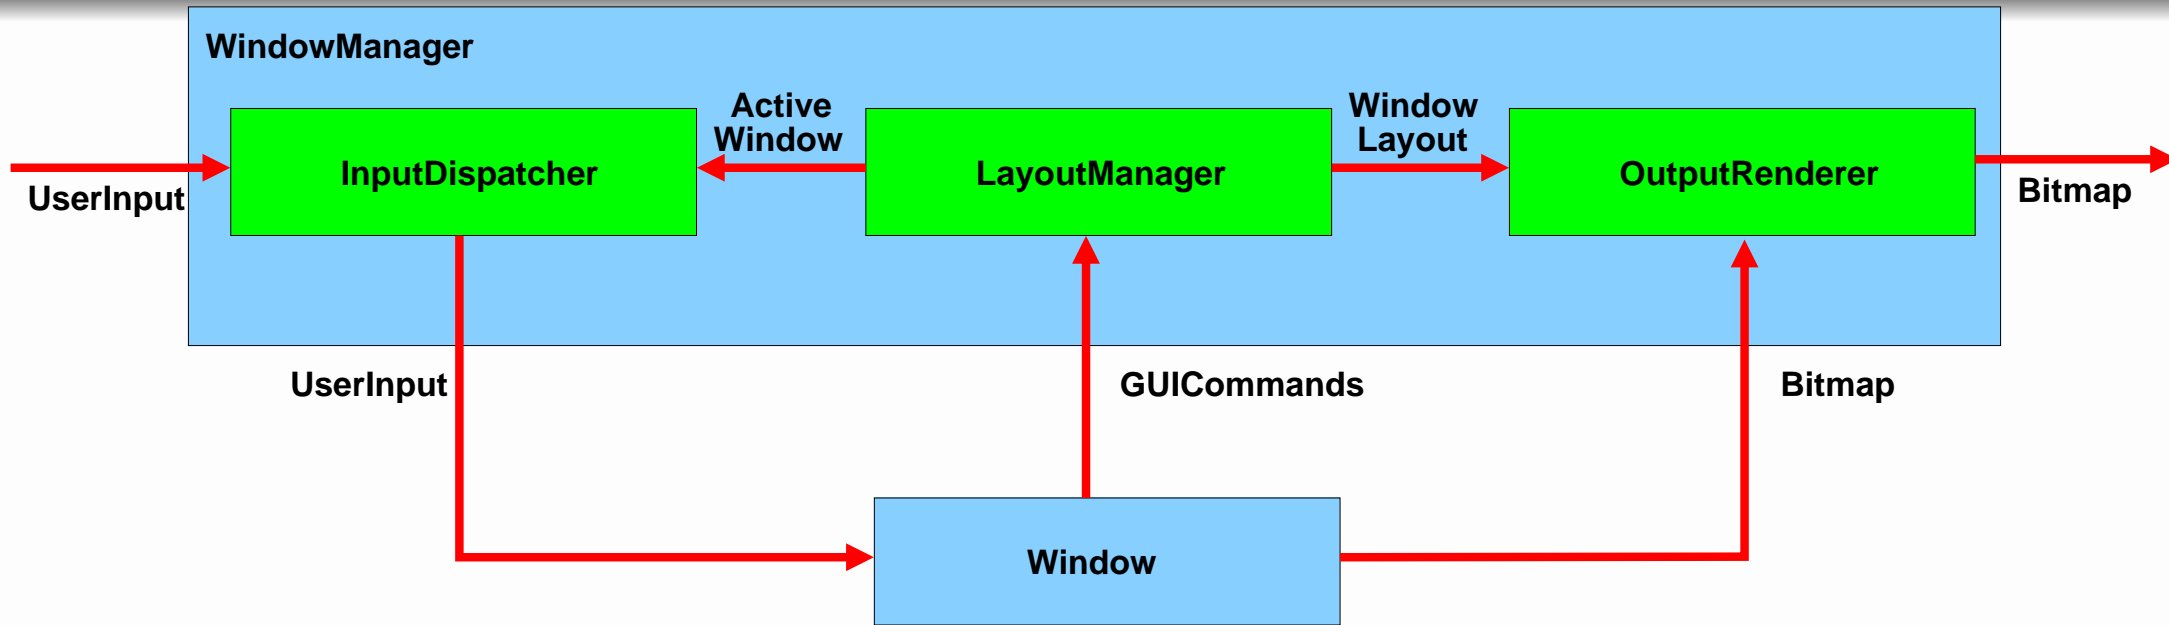 WindowManager
Active
Window
Window
Layout
InputDispatcher
LayoutManager
OutputRenderer
UserInput
Bitmap
UserInput
GUICommands
Bitmap
Window